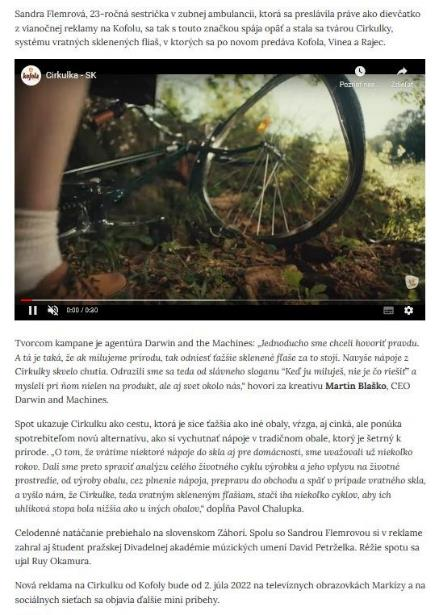 Sandra Flemrová, 23-ročná sestrička v zubnej ambulancii, ktorá sa preslávila práve ako dievčatko
z vianočnej reklamy na Kofolu, sa tak s touto značkou spája opäť a stala sa tvárou Cirkulky,
systému vratných sklenených fliaš, v ktorých sa po novom predáva Kofola, Vinea a Rajec.
kofola
Cirkulka - SK
Pozrieť nes...
Zdieľať
0:00 / 0:30
Tvorcom kampane je agentúra Darwin and the Machines: „Jednoducho sme chceli hovoriť pravdu.
A tá je taká, že ak milujeme prírodu, tak odniesť ťažšie sklenené fľaše za to stojí. Navyše nápoje z
Cirkulky skvelo chutia. Odrazili sme sa teda od slávneho sloganu “Keď ju miluješ, nie je čo riešiť” a
mysleli pri ňom nielen na produkt, ale aj svet okolo nás,“ hovorí za kreatívu Martin Blaško, CEO
Darwin and Machines.
Spot ukazuje Cirkulku ako cestu, ktorá je síce ťažšia ako iné obaly, vŕzga, aj cinká, ale ponúka
spotrebiteľom novú alternatívu, ako si vychutnať nápoje v tradičnom obale, ktorý je šetrný k
prírode. „O tom, že vrátime niektoré nápoje do skla aj pre domácnosti, sme uvažovali už niekoľko
rokov. Dali sme preto spraviť analýzu celého životného cyklu výrobku a jeho vplyvu na životné
prostredie, od výroby obalu, cez plnenie nápoja, prepravu do obchodu a späť v prípade vratného skla,
a vyšlo nám, že Cirkulke, teda vratným skleneným fľašiam, stačí iba niekoľko cyklov, aby ich
uhlíková stopa bola nižšia ako u iných obalov,“ dopĺňa Pavol Chalupka.
Celodenné natáčanie prebiehalo na slovenskom Záhorí. Spolu so Sandrou Flemrovou si v reklame
zahral aj študent pražskej Divadelnej akadémie múzických umení David Petrželka. Réžie spotu sa
ujal Ruy Okamura.
Nová reklama na Cirkulku od Kofoly bude od 2. júla 2022 na televíznych obrazovkách Markízy a na
sociálnych sieťach sa objavia ďalšie mini príbehy.